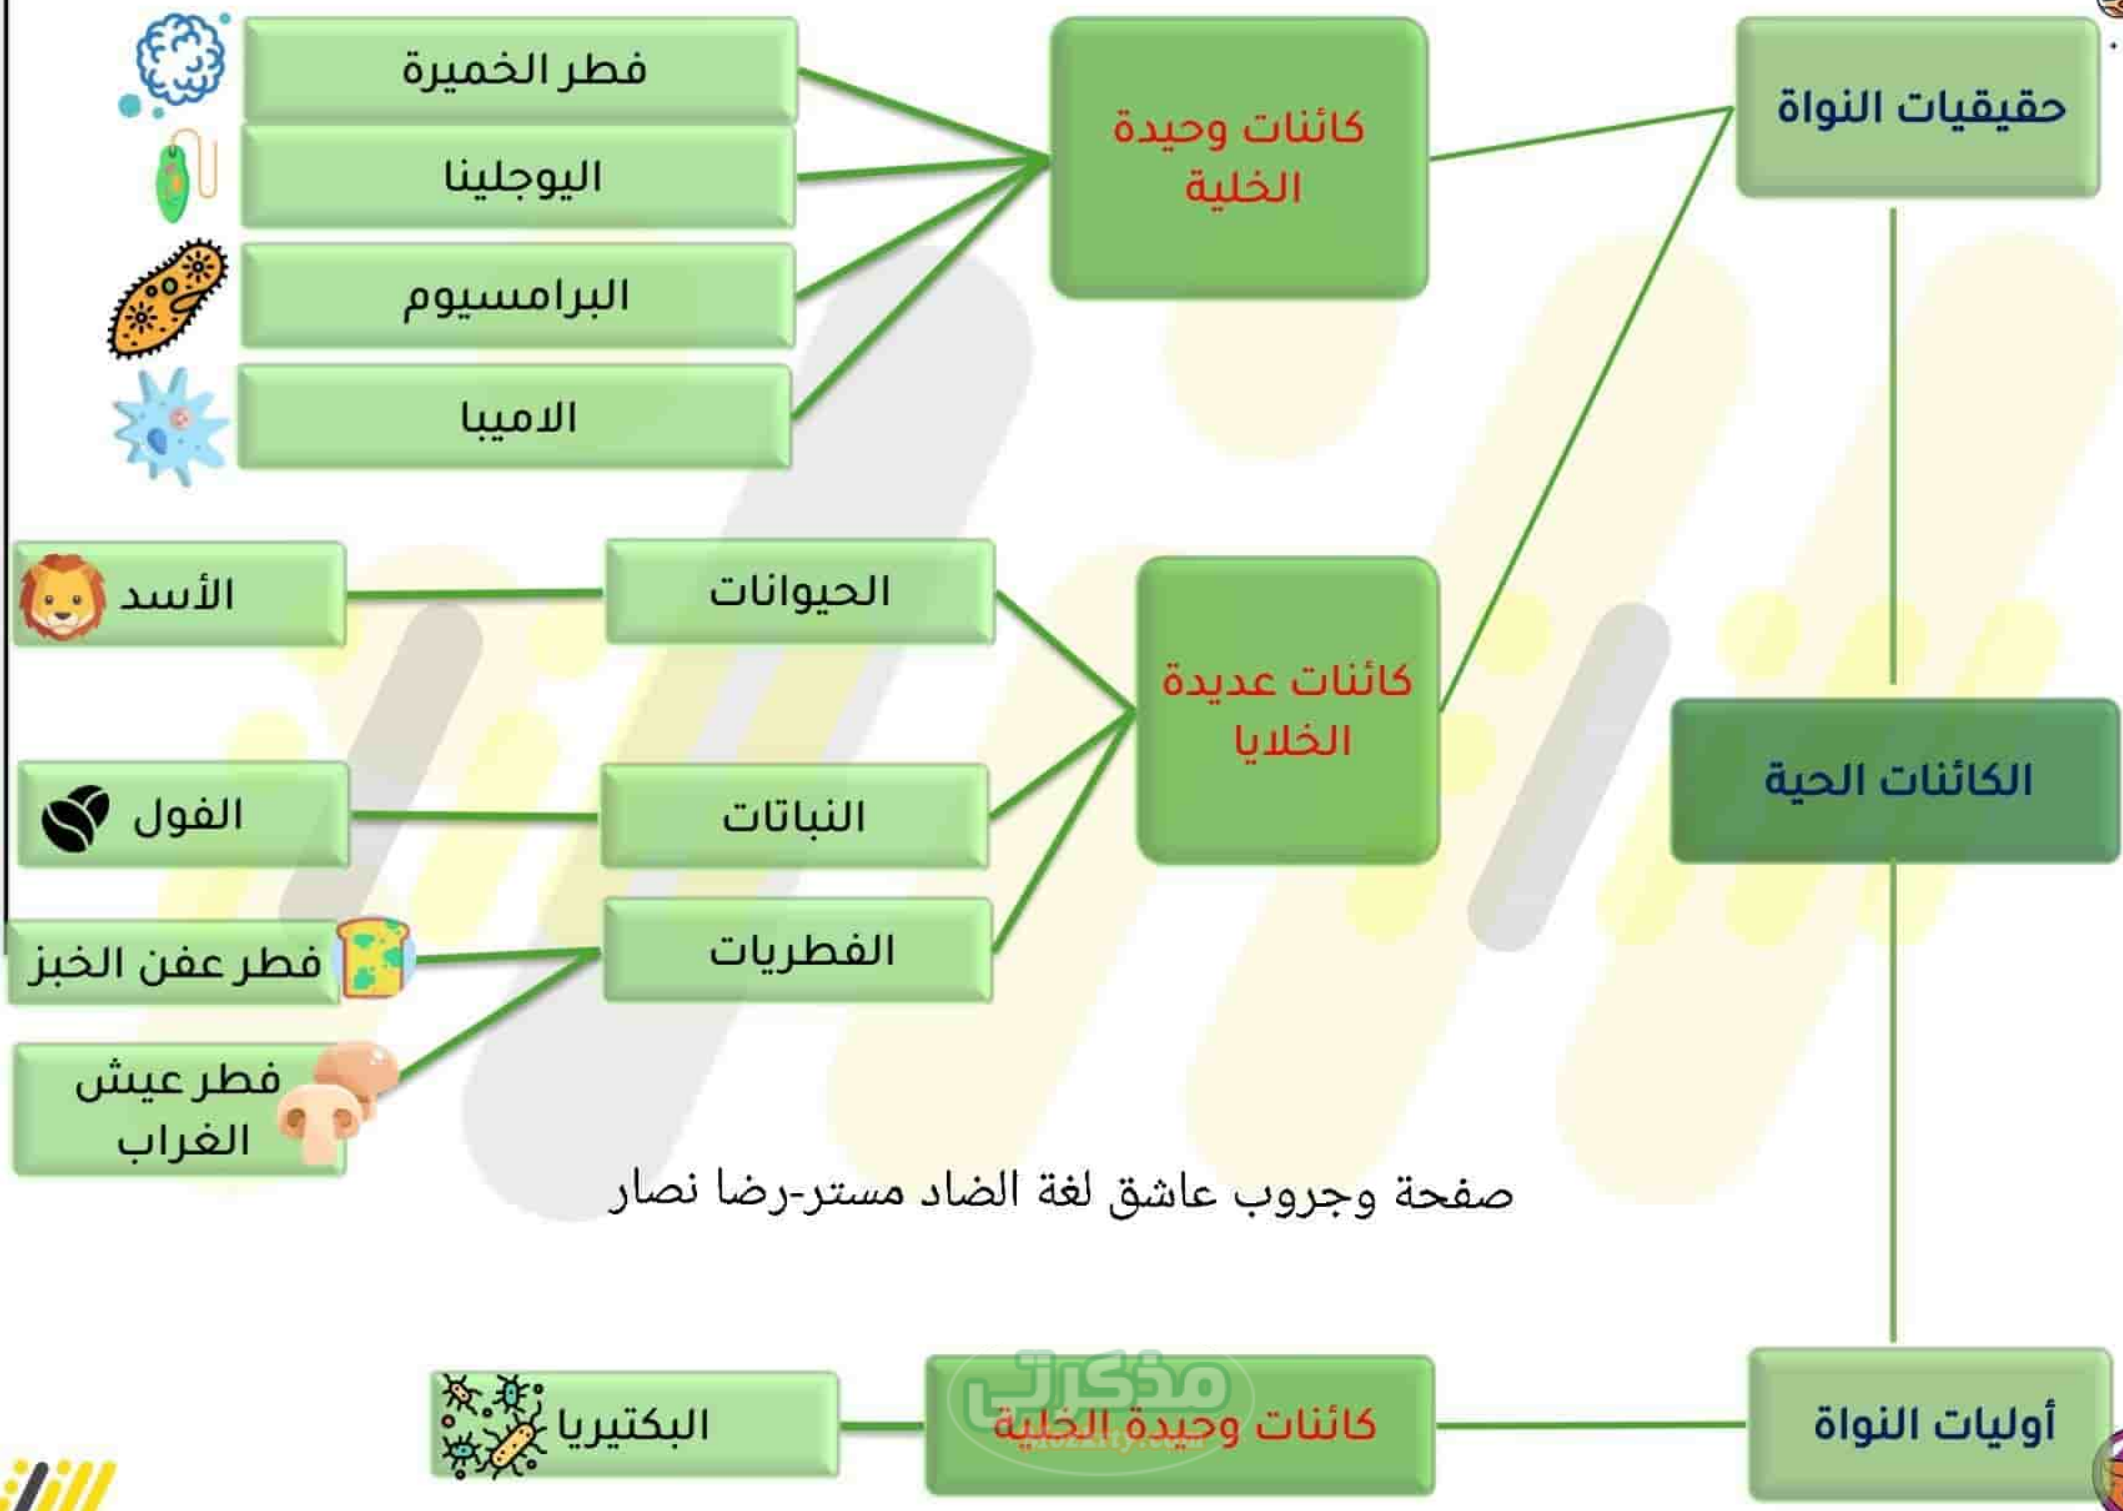 حقيقيات النواة
كائنات وحيدة
الخلية
فطر الخميرة
اليوجلينا
البرامسيوم
الاميبا
كائنات عديدة
الخلايا
الحيوانات
الأسد
النباتات
الفول
الفطريات
فطر عفن الخبز
فطر عيش
الغراب
الكائنات الحية
صفحة وجروب عاشق لغة الضاد مستر-رضا نصار
أوليات النواة
كائنات وحيدة الخلية
البكتيريا
مذكرتى